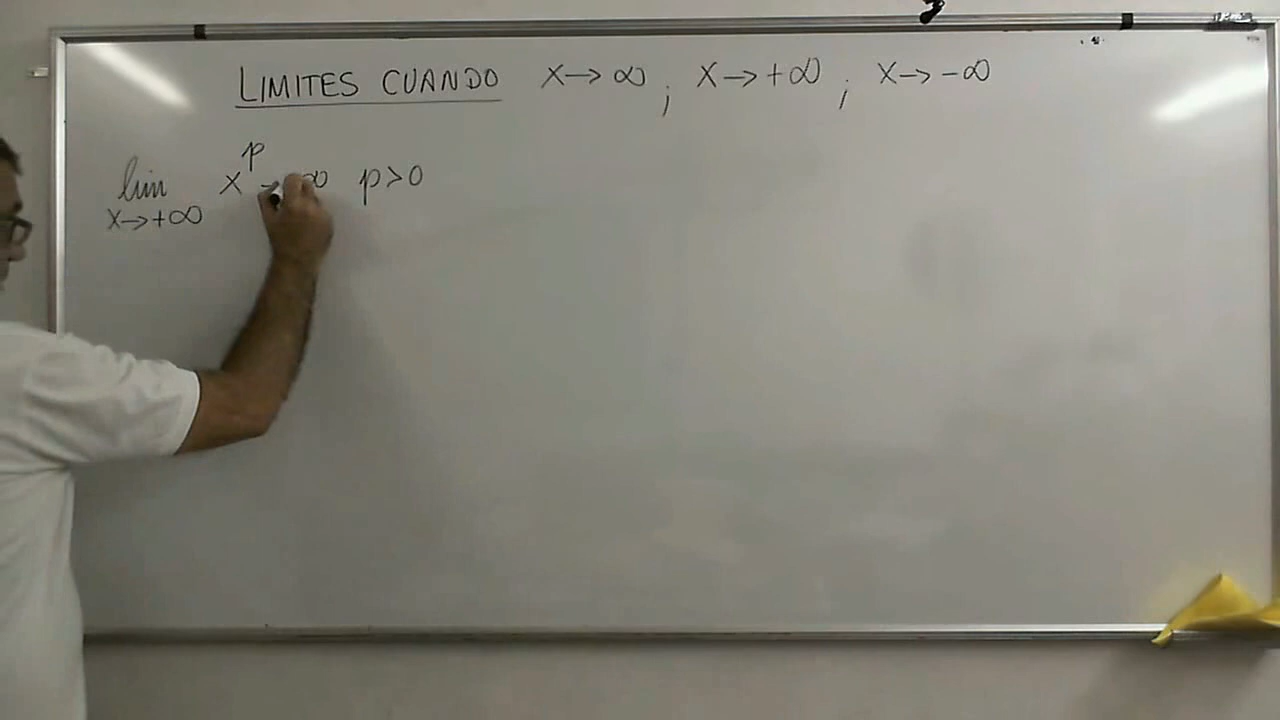 LIMITES CUANDO x→∞ ; x→+∞ ; x→-∞
lim x^p = ∞ p>0
x→+∞